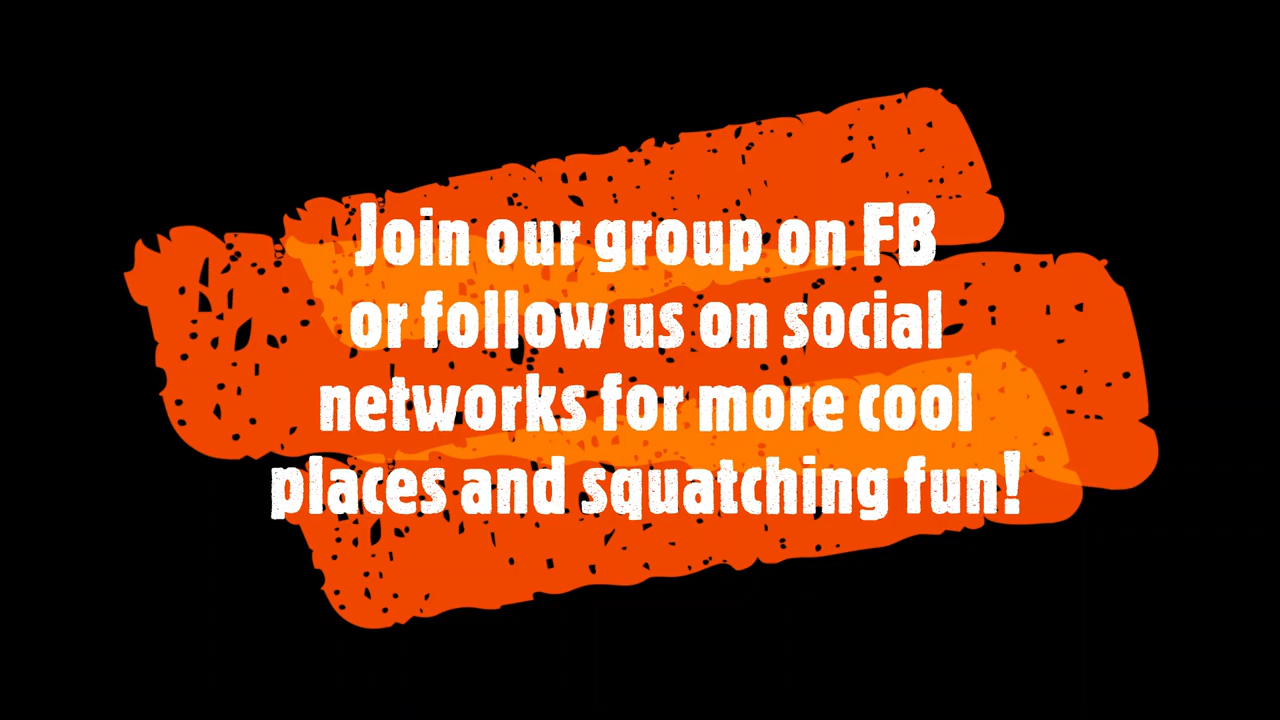 Join our group on FB
or follow us on social
networks for more cool
places and squatching fun!